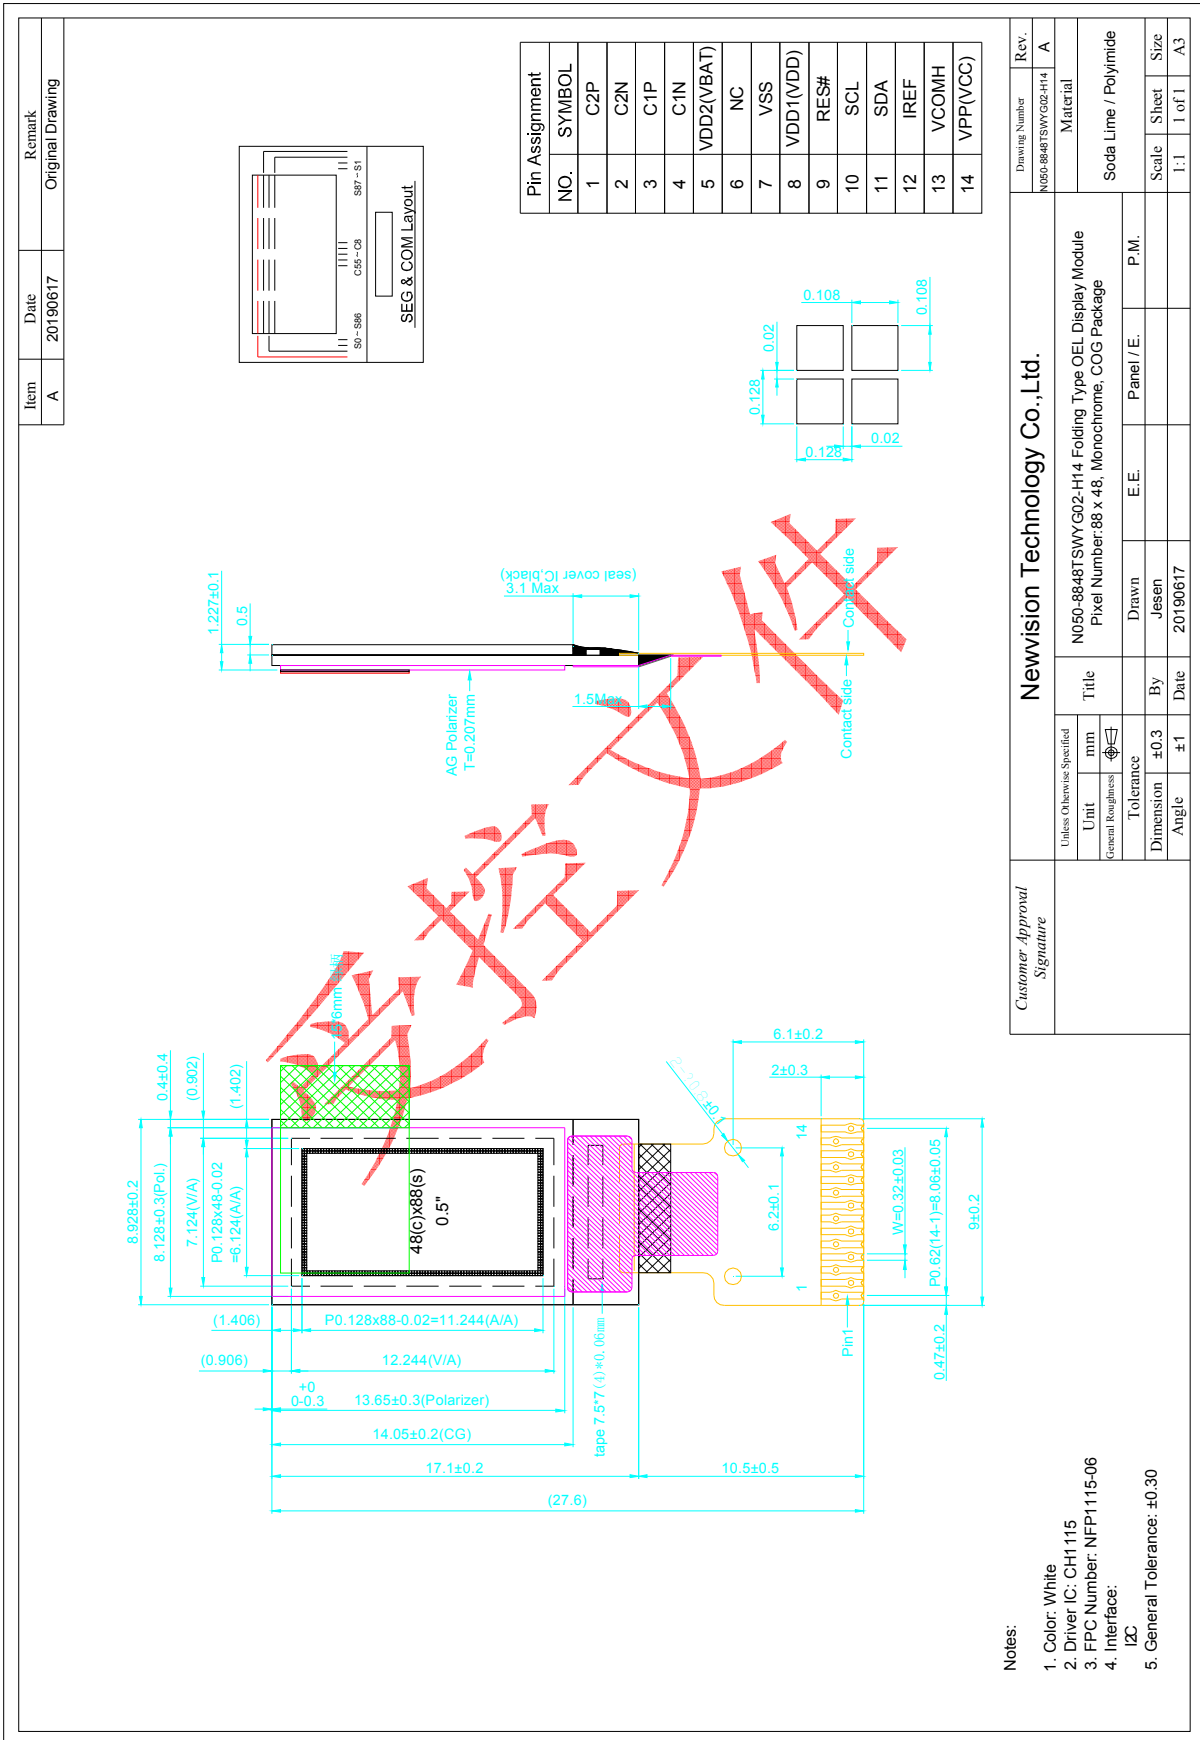 Item Date Remark
A 20190617 Original Drawing
S0 ~ S86 C55 ~ C8 S87 ~ S1
SEG & COM Layout
Pin Assignment
NO. SYMBOL
1 C2P
2 C2N
3 C1P
4 C1N
5 VDD2(VBAT)
6 NC
7 VSS
8 VDD1(VDD)
9 RES#
10 SCL
11 SDA
12 IREF
13 VCOMH
14 VPP(VCC)
0.128
0.02
0.108
0.128
0.02
0.108
1.227±0.1
0.5
AG Polarizer
T=0.207mm
3.1 Max
(seal cover IC,black)
1.5Max
Contact side
Contact side
8.928±0.2
0.4±0.4
8.128±0.3(Pol.)
(0.902)
7.124(V/A)
(1.402)
P0.128x48-0.02
=6.124(A/A)
48(c)x88(s)
0.5"
(1.406)
P0.128x88-0.02=11.244(A/A)
(0.906)
12.244(V/A)
+0
0-0.3
13.65±0.3(Polarizer)
14.05±0.2(CG)
17.1±0.2
10.5±0.5
(27.6)
tape 7.5*7(4)*0.06mm
6.2±0.1
6.1±0.2
2±0.3
1 14
Pin1
W=0.32±0.03
P0.62(14-1)=8.06±0.05
0.47±0.2
9±0.2
Notes:
1. Color: White
2. Driver IC: CH1115
3. FPC Number: NFP1115-06
4. Interface:
I2C
5. General Tolerance: ±0.30
Customer Approval
Signature
Newvision Technology Co.,Ltd.
Drawing Number Rev.
N050-8848TSWYG02-H14 A
Unless Otherwise Specified
Unit mm
General Roughness
Tolerance
Dimension ±0.3
Angle ±1
Title
N050-8848TSWYG02-H14 Folding Type OEL Display Module
Pixel Number:88 x 48, Monochrome, COG Package
Material
Soda Lime / Polyimide
Drawn E.E. Panel / E. P.M.
By Jesen
Date 20190617
Scale Sheet Size
1:1 1 of 1 A3